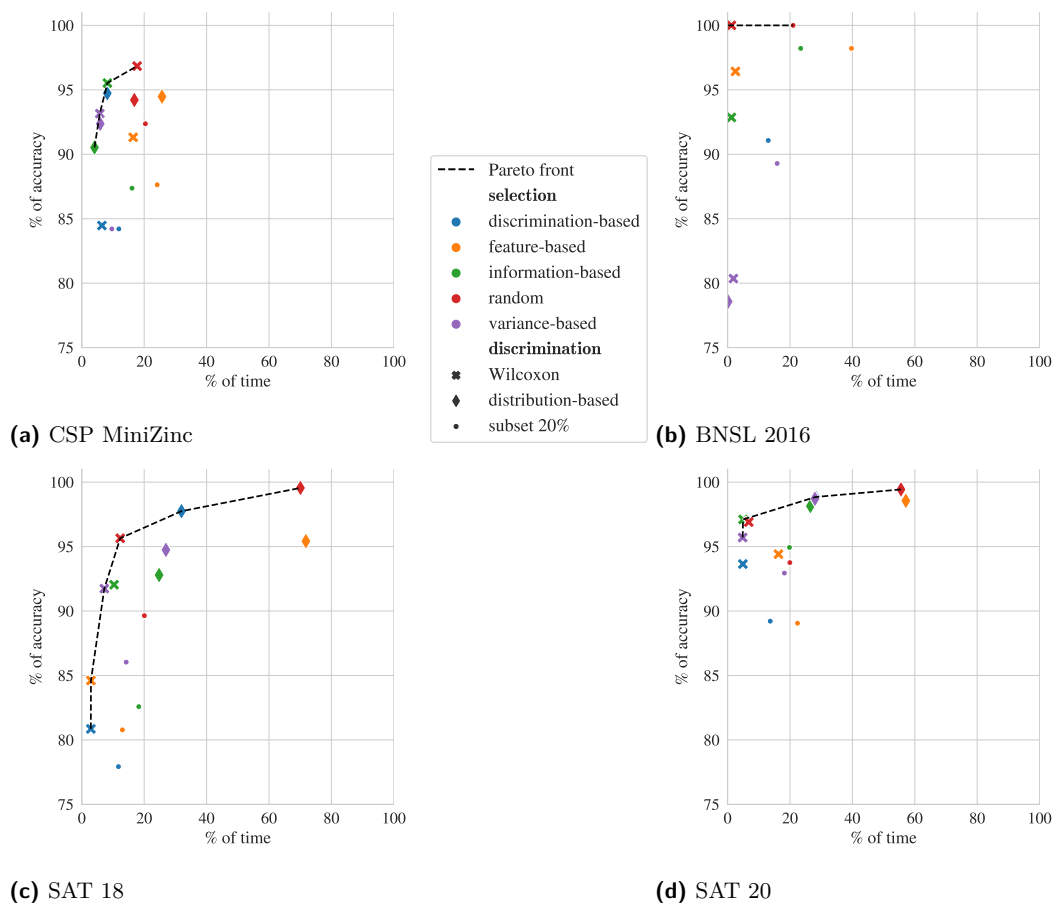 100
95
90
85
80
75
% of accuracy
0 20 40 60 80 100
% of time
(a) CSP MiniZinc
Pareto front
selection
discrimination-based
feature-based
information-based
random
variance-based
discrimination
Wilcoxon
distribution-based
subset 20%
100
95
90
85
80
75
% of accuracy
0 20 40 60 80 100
% of time
(b) BNSL 2016
100
95
90
85
80
75
% of accuracy
0 20 40 60 80 100
% of time
(c) SAT 18
100
95
90
85
80
75
% of accuracy
0 20 40 60 80 100
% of time
(d) SAT 20